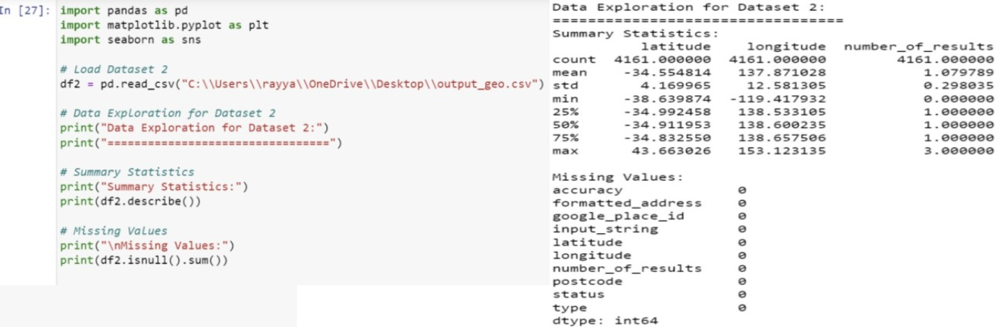 In [27]:
import pandas as pd
import matplotlib.pyplot as plt
import seaborn as sns
# Load Dataset 2
df2 = pd.read_csv("C:\\Users\\rayya\\OneDrive\\Desktop\\output_geo.csv")
# Data Exploration for Dataset 2
print("Data Exploration for Dataset 2:")
print("=================================")
# Summary Statistics
print("Summary Statistics:")
print(df2.describe())
# Missing Values
print("\nMissing Values:")
print(df2.isnull().sum())
Data Exploration for Dataset 2:
=================================
Summary Statistics:
latitude longitude number_of_results
count 4161.000000 4161.000000 4161.000000
mean -34.554814 137.871028 1.079789
std 4.169965 12.581305 0.298035
min -38.639874 -119.417932 0.000000
25% -34.992458 138.533105 1.000000
50% -34.911953 138.600235 1.000000
75% -34.832550 138.657506 1.000000
max 43.663026 153.123135 3.000000
Missing Values:
accuracy 0
formatted_address 0
google_place_id 0
input_string 0
latitude 0
longitude 0
number_of_results 0
postcode 0
status 0
type 0
dtype: int64